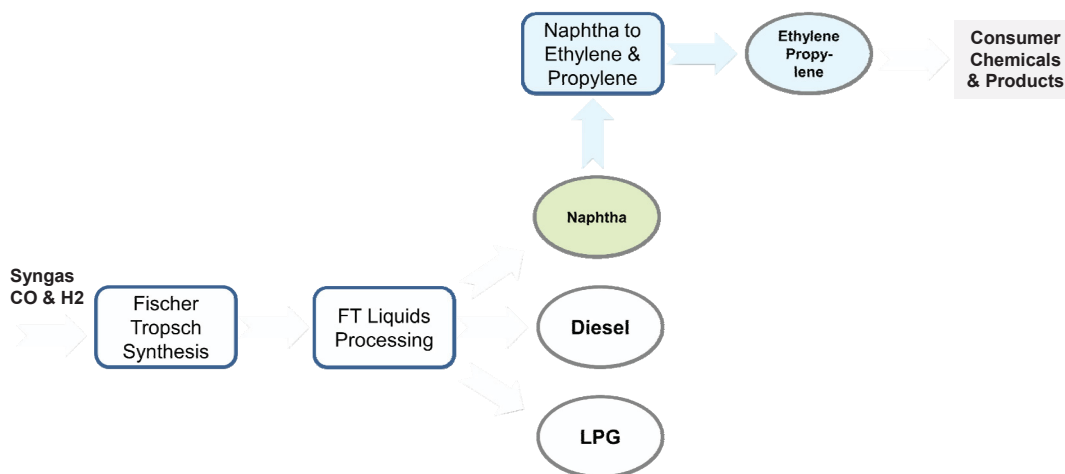 Naphtha to
Ethylene &
Propylene
Ethylene
Propy-
lene
Consumer
Chemicals
& Products
Naphtha
Syngas
CO & H2
Fischer
Tropsch
Synthesis
FT Liquids
Processing
Diesel
LPG